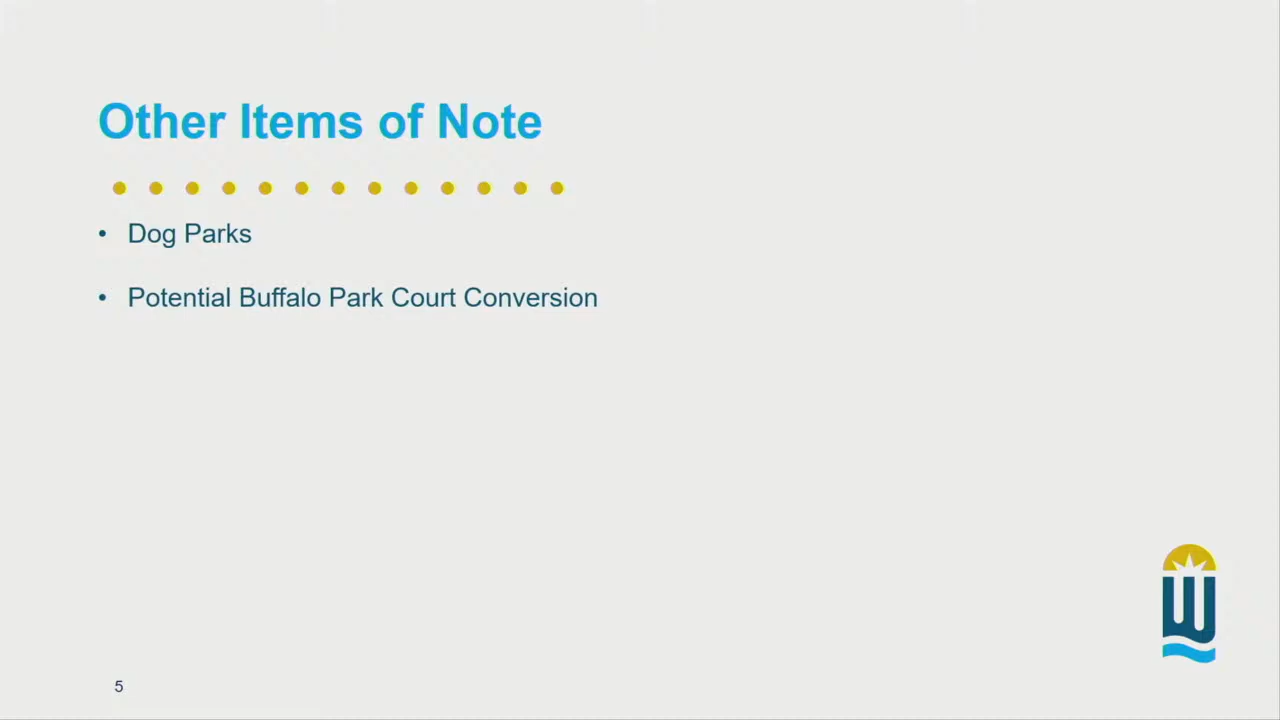 Other Items of Note
• Dog Parks
• Potential Buffalo Park Court Conversion
W
5